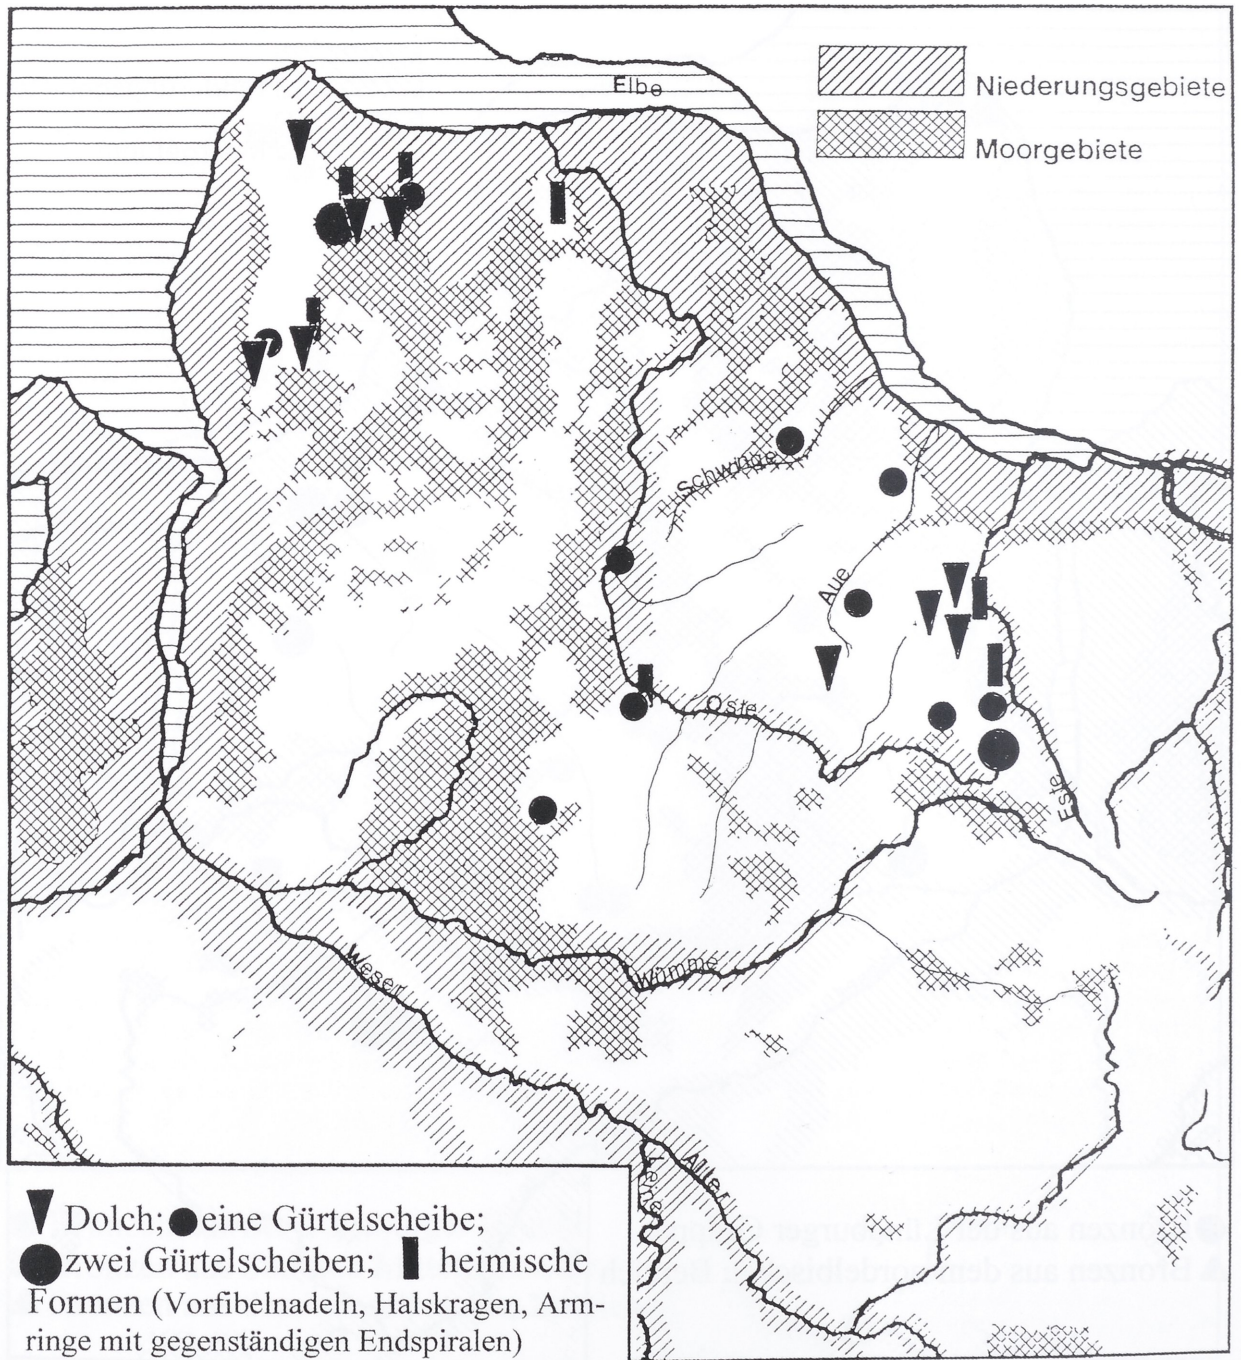 Elbe
Niederungsgebiete
Moorgebiete
Schwinge
Aue
Oste
Este
Wümme
Weser
Aller
Leine
Dolch; eine Gürtelscheibe;
zwei Gürtelscheiben; heimische
Formen (Vorfibelnadeln, Halskragen, Arm-
ringe mit gegenständigen Endspiralen)